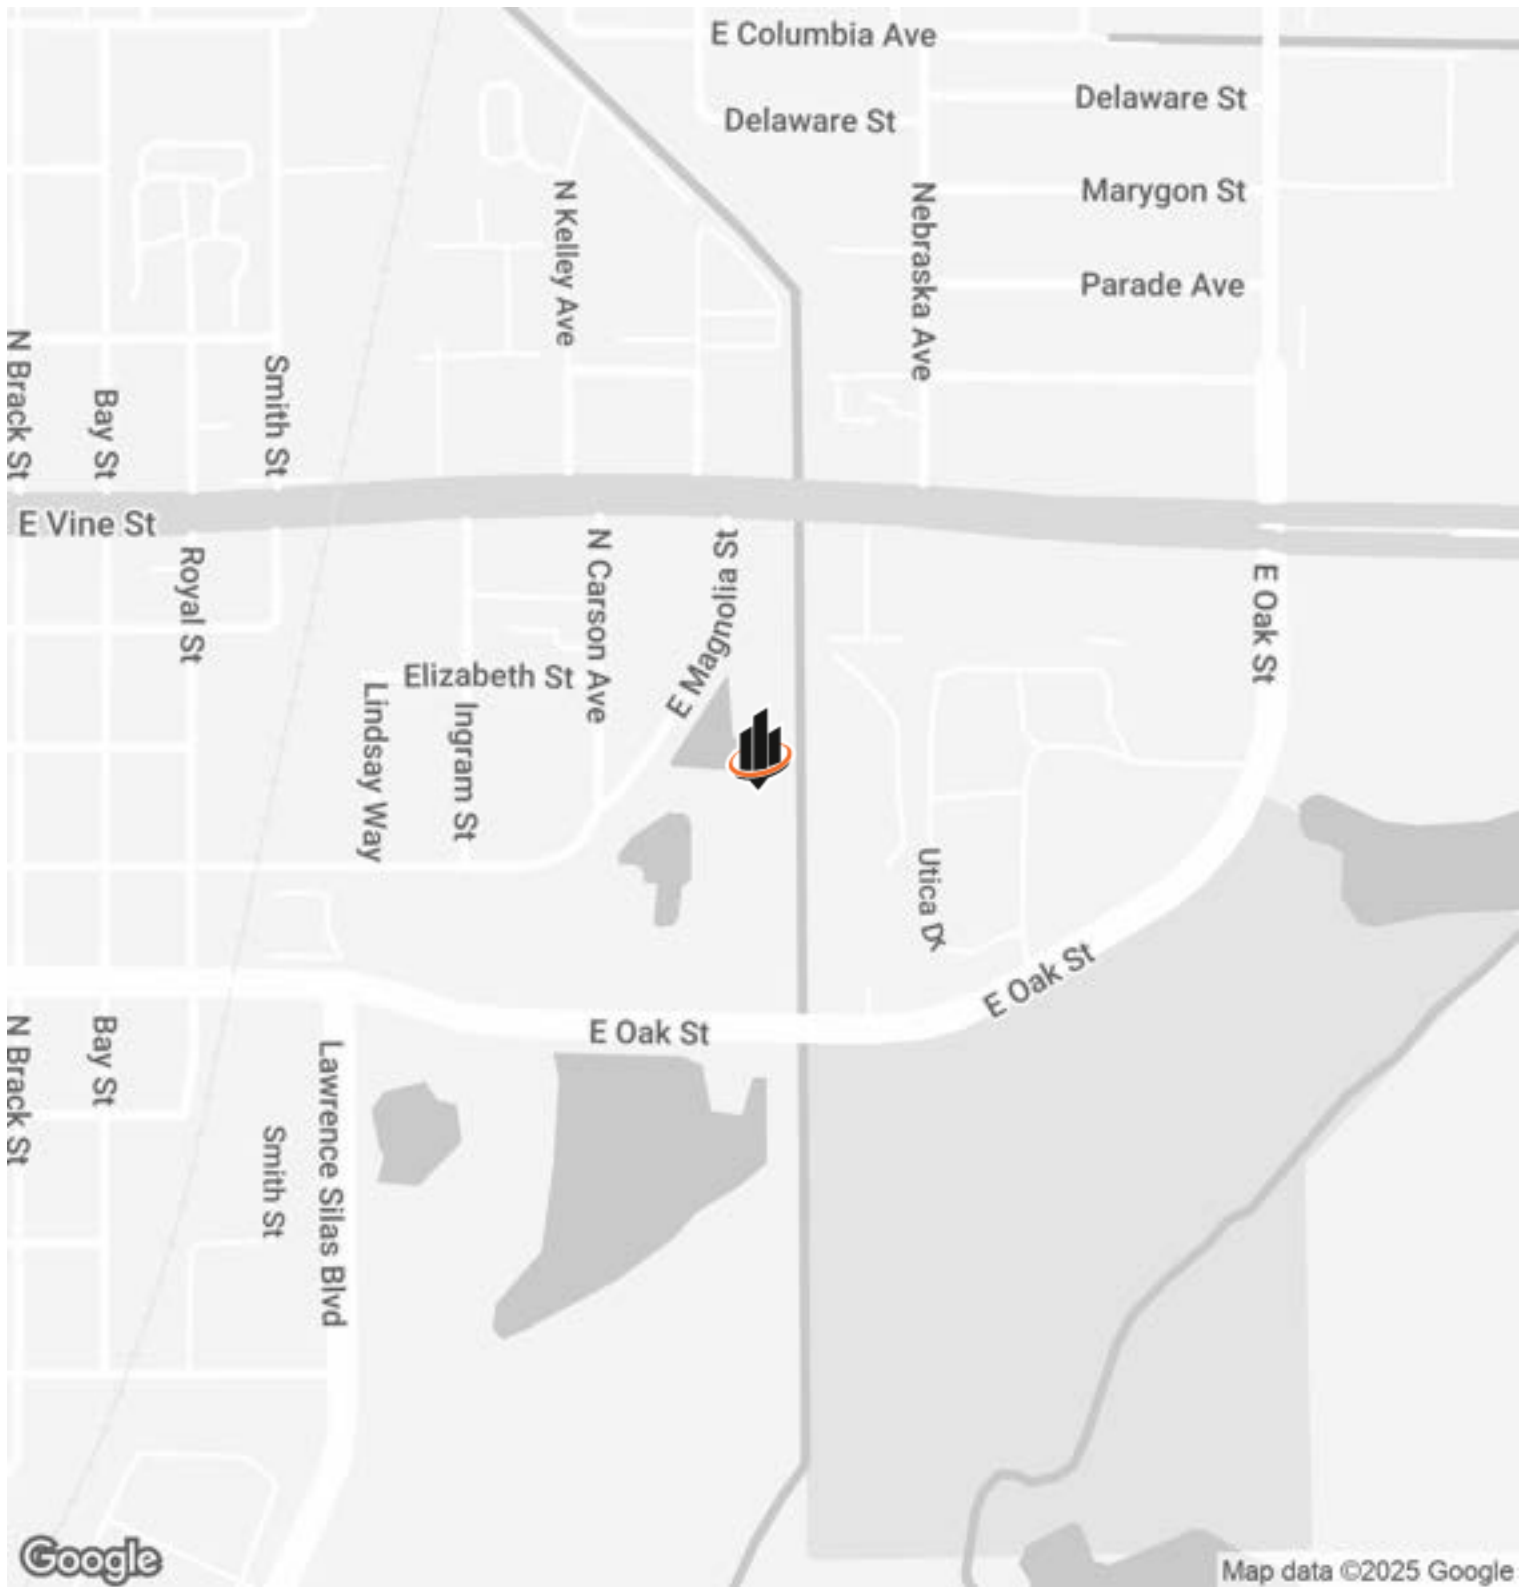 E Columbia Ave
Delaware St
Delaware St
N Kelley Ave
Nebraska Ave
Marygon St
Parade Ave
N Brack St
Bay St
Smith St
E Vine St
Royal St
N Carson Ave
E Magnolia St
E Oak St
Elizabeth St
Lindsay Way
Ingram St
Utica Dr
E Oak St
E Oak St
N Brack St
Bay St
Lawrence Silas Blvd
Smith St
Google
Map data ©2025 Google